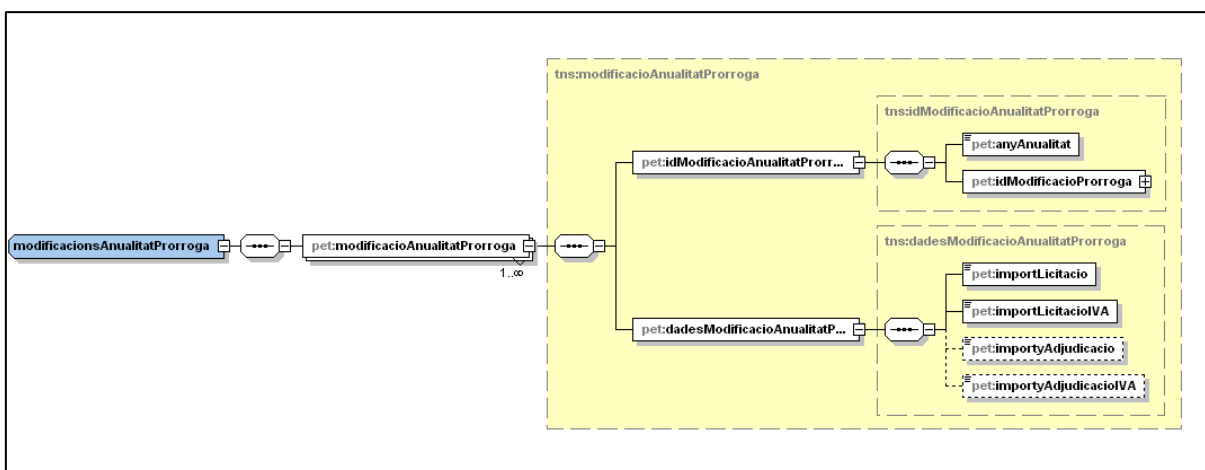 tns:modificacioAnualitatProrroga
tns:idModificacioAnualitatProrroga
pet:anyAnualitat
pet:idModificacioAnualitatProrr...
pet:idModificacioProrroga
modificacionsAnualitatProrroga
pet:modificacioAnualitatProrroga
1..∞
tns:dadesModificacioAnualitatProrroga
pet:importLicitacio
pet:importLicitacioIVA
pet:dadesModificacioAnualitatP...
pet:importyAdjudicacio
pet:importyAdjudicacioIVA